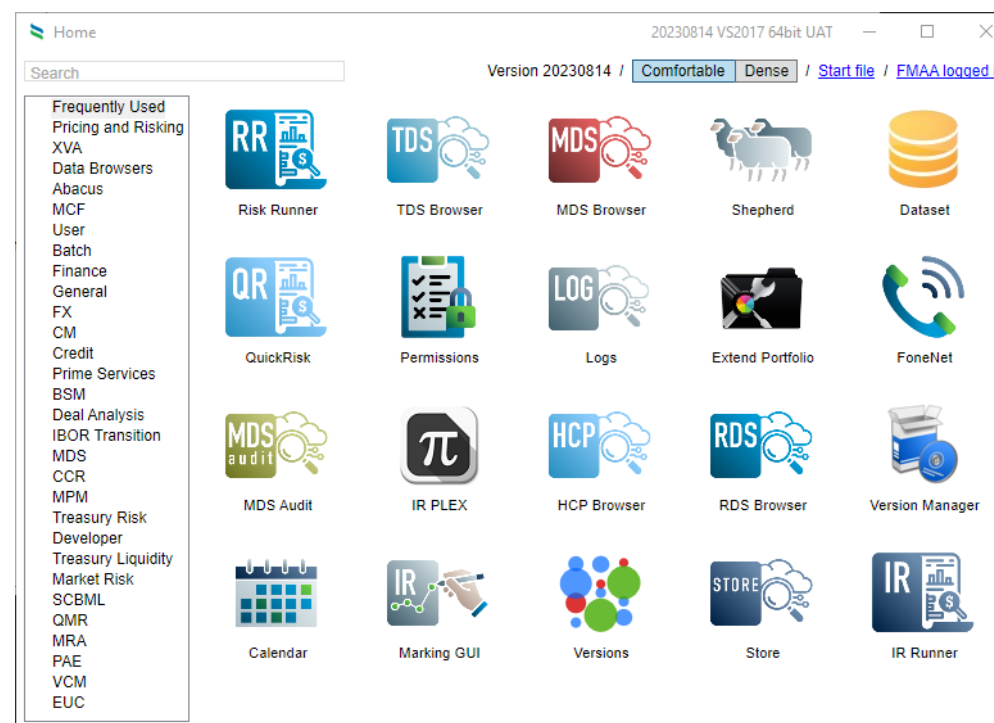 Home
20230814 VS2017 64bit UAT
Search
Version 20230814 / Comfortable Dense / Start file / FMAA logged
Frequently Used
Pricing and Risking
XVA
Data Browsers
Abacus
MCF
User
Batch
Finance
General
FX
CM
Credit
Prime Services
BSM
Deal Analysis
IBOR Transition
MDS
CCR
MPM
Treasury Risk
Developer
Treasury Liquidity
Market Risk
SCBML
QMR
MRA
PAE
VCM
EUC
RR
TDS
MDS
Risk Runner
TDS Browser
MDS Browser
Shepherd
Dataset
QR
LOG
QuickRisk
Permissions
Logs
Extend Portfolio
FoneNet
MDS
audit
π
HCP
RDS
MDS Audit
IR PLEX
HCP Browser
RDS Browser
Version Manager
IR
STORE
IR
Calendar
Marking GUI
Versions
Store
IR Runner